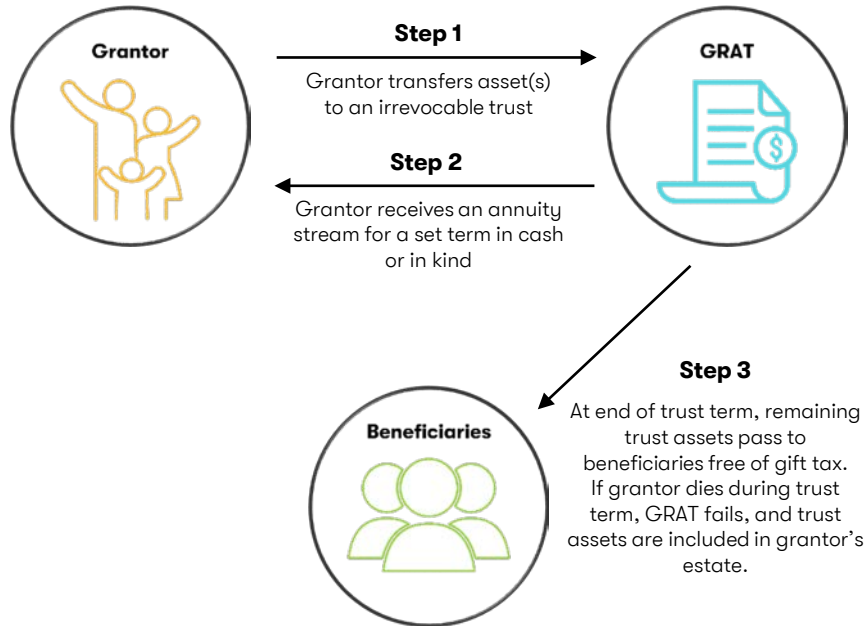 Grantor
Step 1
Grantor transfers asset(s)
to an irrevocable trust
GRAT
$
Step 2
Grantor receives an annuity
stream for a set term in cash
or in kind
Step 3
At end of trust term, remaining
trust assets pass to
beneficiaries free of gift tax.
If grantor dies during trust
term, GRAT fails, and trust
assets are included in grantor's
estate.
Beneficiaries